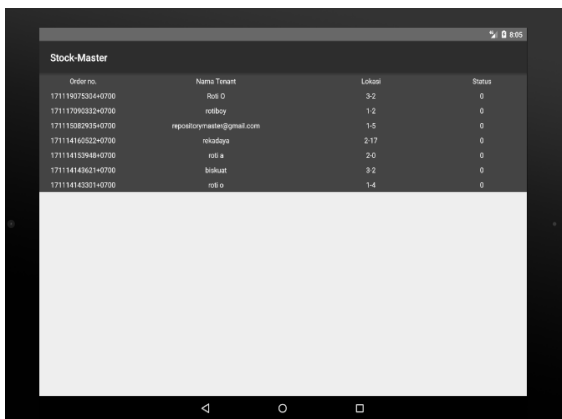 8:05
Stock-Master
Order no. Nama Tenant Lokasi Status
171119075304+0700 Roti O 3-2 0
171117090332+0700 rotiboy 1-2 0
171115082935+0700 repositorymaster@gmail.com 1-5 0
171114160522+0700 rekadaya 2-17 0
171114153948+0700 roti a 2-0 0
171114143621+0700 biskuat 3-2 0
171114143301+0700 roti o 1-4 0